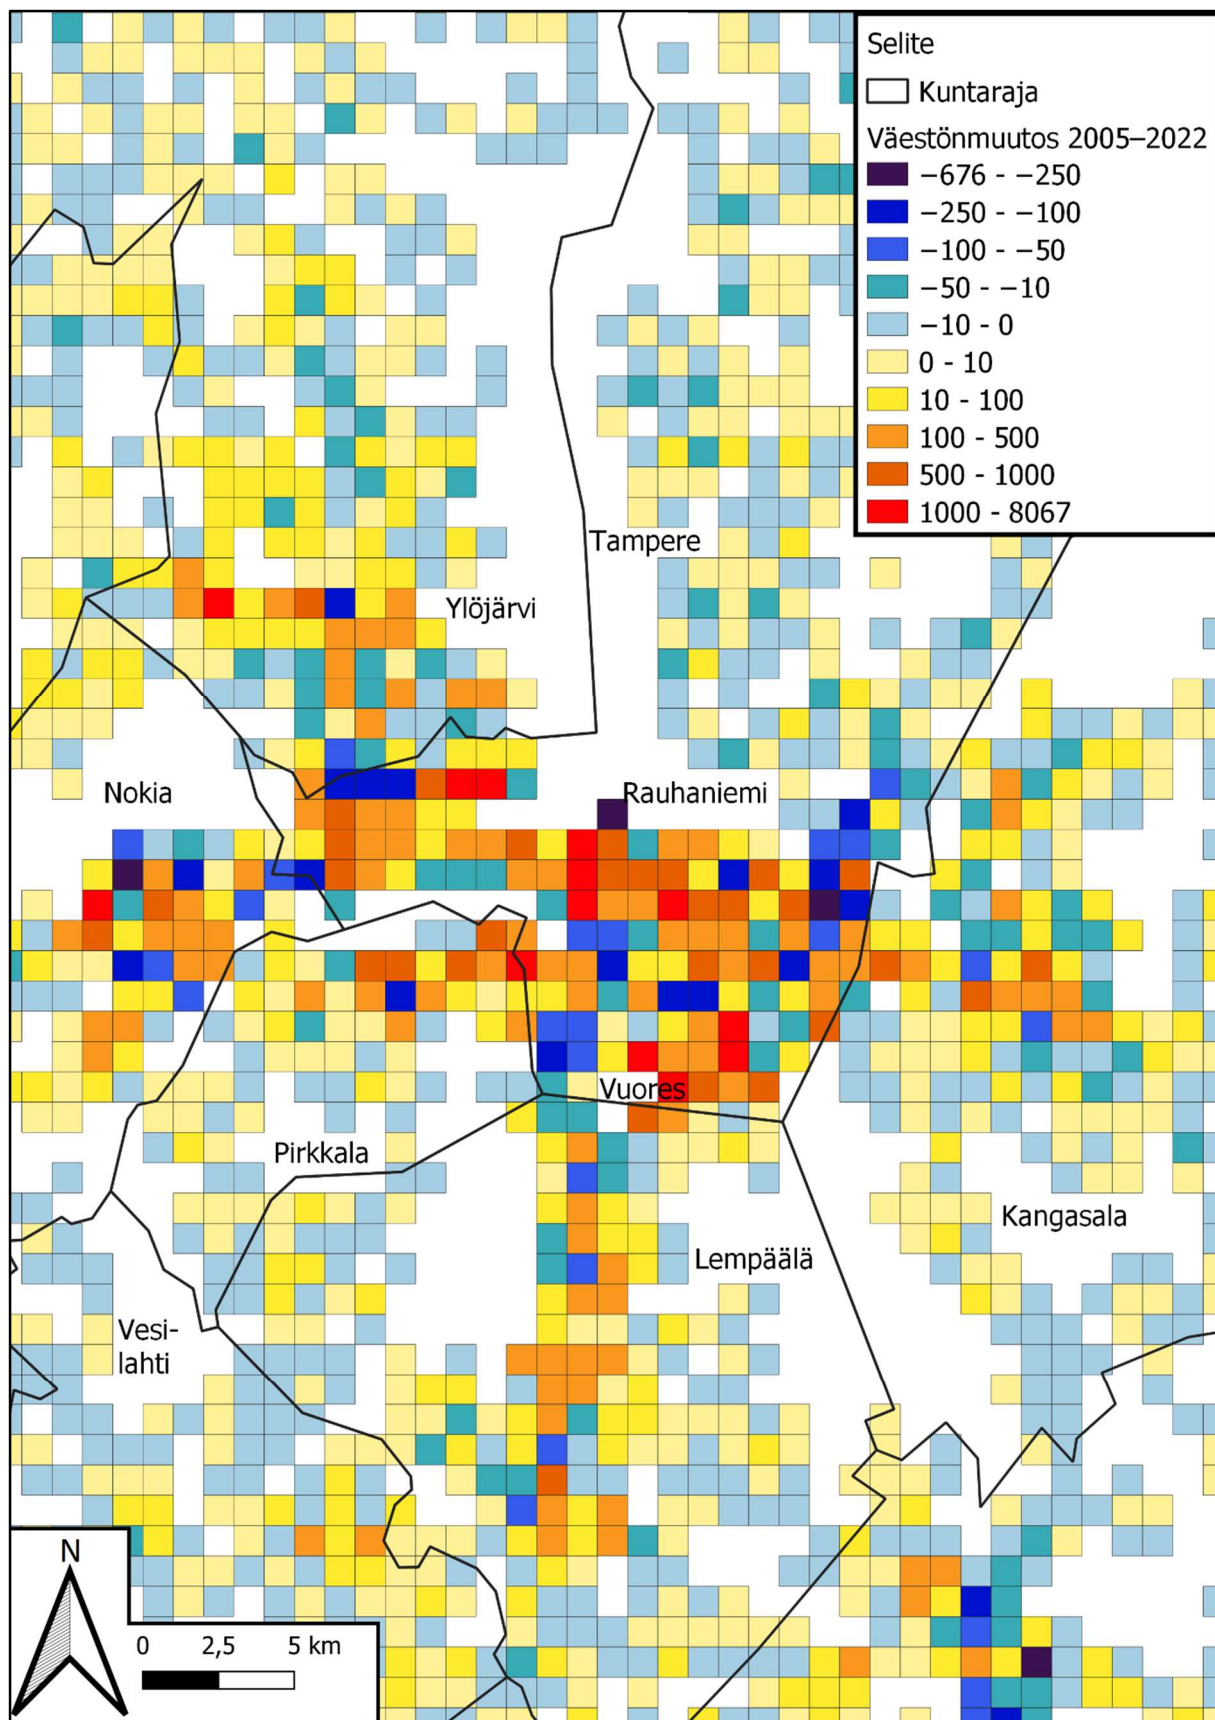 Selite
Kuntaraja
Väestönmuutos 2005–2022
−676 - −250
−250 - −100
−100 - −50
−50 - −10
−10 - 0
0 - 10
10 - 100
100 - 500
500 - 1000
1000 - 8067
Tampere
Ylöjärvi
Nokia
Rauhaniemi
Vuores
Pirkkala
Kangasala
Lempäälä
Vesi-
lahti
N
0 2,5 5 km